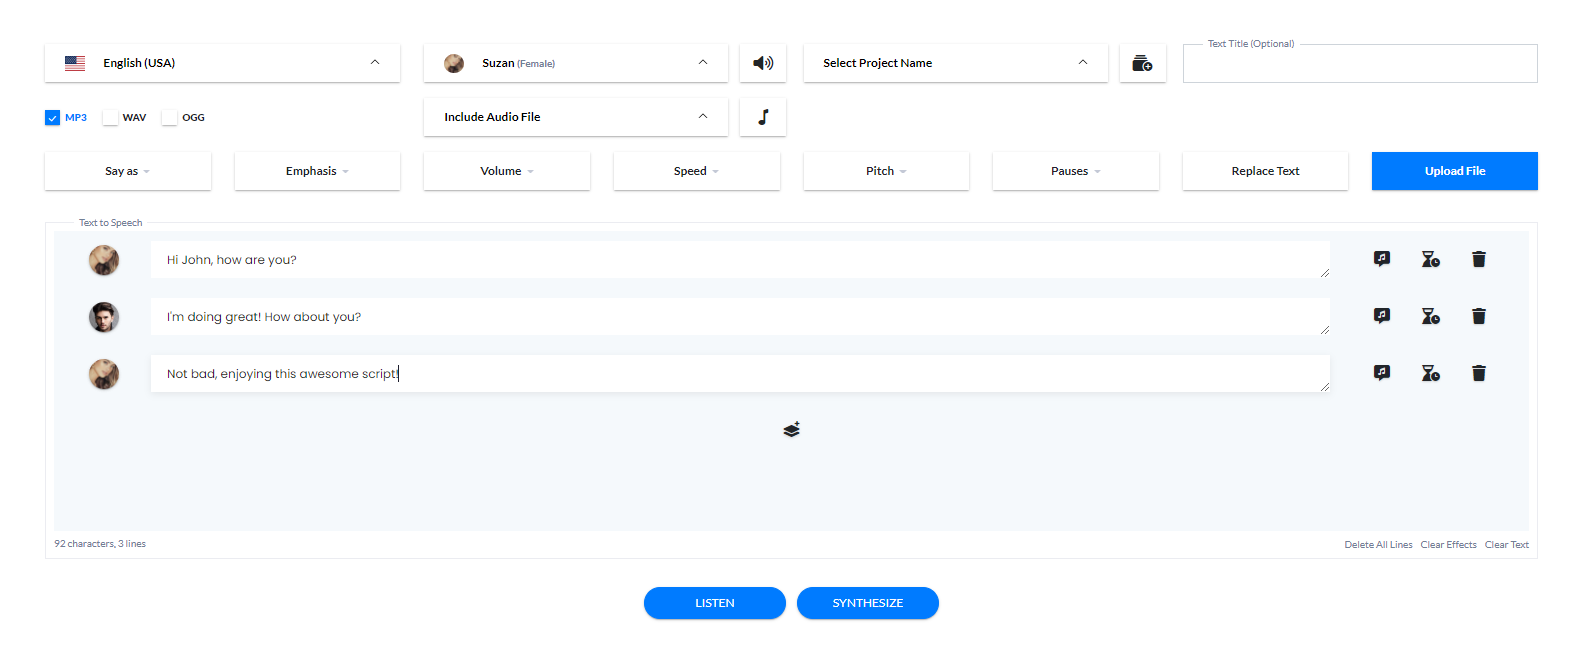 Text Title (Optional)
English (USA)
Suzan (Female)
Select Project Name
MP3 WAV OGG
Include Audio File
Say as
Emphasis
Volume
Speed
Pitch
Pauses
Replace Text
Upload File
Text to Speech
Hi John, how are you?
I'm doing great! How about you?
Not bad, enjoying this awesome script!
92 characters, 3 lines
Delete All Lines Clear Effects Clear Text
LISTEN
SYNTHESIZE